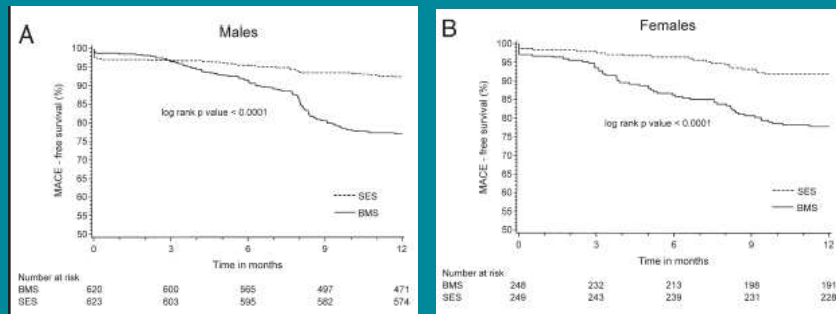 A
Males
MACE - free survival (%)
100
95
90
85
80
75
70
65
60
55
50
log rank p value < 0.0001
SES
BMS
0 3 6 9 12
Time in months
Number at risk
BMS 620 600 565 497 471
SES 623 603 595 582 574
B
Females
MACE - free survival (%)
100
95
90
85
80
75
70
65
60
55
50
log rank p value < 0.0001
SES
BMS
0 3 6 9 12
Time in months
Number at risk
BMS 248 232 213 198 191
SES 249 243 239 231 228